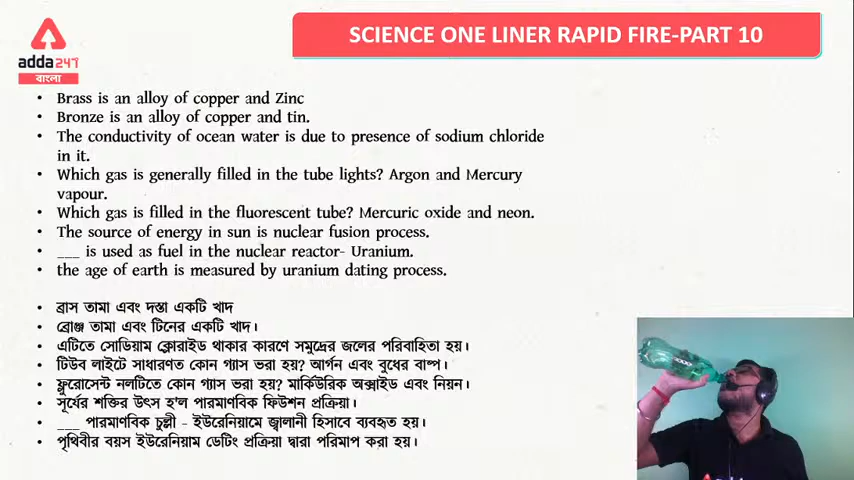 SCIENCE ONE LINER RAPID FIRE-PART 10
adda247
বাংলা
• Brass is an alloy of copper and Zinc
• Bronze is an alloy of copper and tin.
• The conductivity of ocean water is due to presence of sodium chloride
in it.
• Which gas is generally filled in the tube lights? Argon and Mercury
vapour.
• Which gas is filled in the fluorescent tube? Mercuric oxide and neon.
• The source of energy in sun is nuclear fusion process.
• ___ is used as fuel in the nuclear reactor- Uranium.
• the age of earth is measured by uranium dating process.
• ব্রাস তামা এবং দস্তা একটি খাদ
• ব্রোঞ্জ তামা এবং টিনের একটি খাদ।
• এটিতে সোডিয়াম ক্লোরাইড থাকার কারণে সমুদ্রের জলের পরিবাহিতা হয়।
• টিউব লাইটে সাধারণত কোন গ্যাস ভরা হয়? আর্গন এবং বুধের বাষ্প।
• ফ্লুরোসেন্ট নলটিতে কোন গ্যাস ভরা হয়? মার্কিউরিক অক্সাইড এবং নিয়ন।
• সূর্যের শক্তির উৎস হ'ল পারমাণবিক ফিউশন প্রক্রিয়া।
• ___ পারমাণবিক চুল্লী - ইউরেনিয়ামে জ্বালানী হিসাবে ব্যবহৃত হয়।
• পৃথিবীর বয়স ইউরেনিয়াম ডেটিং প্রক্রিয়া দ্বারা পরিমাপ করা হয়।